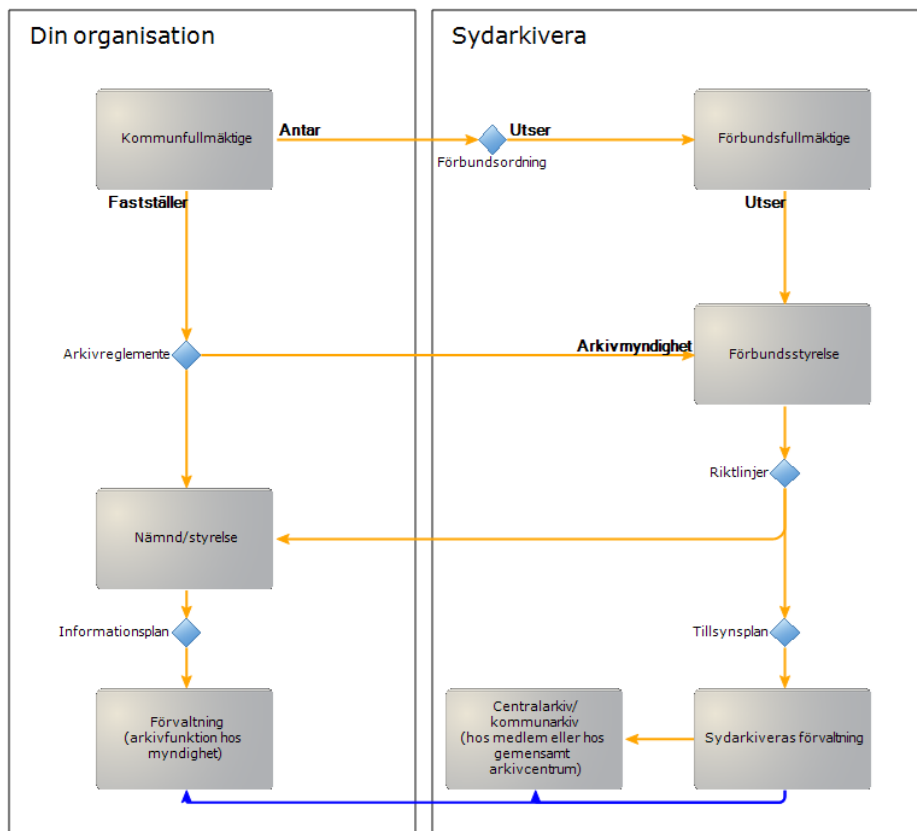 Din organisation
Sydarkivera
Kommunfullmäktige
Antar
Utser
Förbundsordning
Förbundsfullmäktige
Fastställer
Utser
Arkivreglemente
Arkivmyndighet
Förbundsstyrelse
Riktlinjer
Nämnd/styrelse
Informationsplan
Tillsynsplan
Förvaltning
(arkivfunktion hos
myndighet)
Centralarkiv/
kommunarkiv
(hos medlem eller hos
gemensamt
arkivcentrum)
Sydarkiveras förvaltning